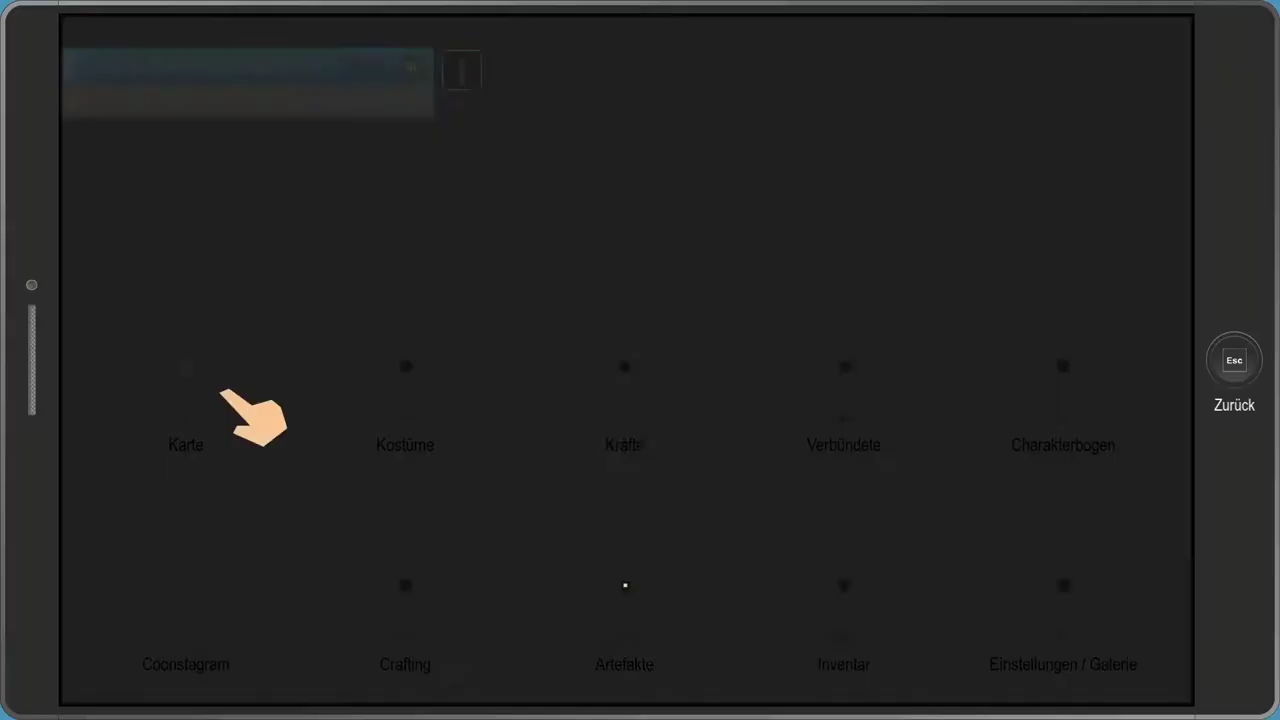 Esc
Zurück
Karte
Kostüme
Kräfte
Verbündete
Charakterbogen
Coonstagram
Crafting
Artefakte
Inventar
Einstellungen / Galerie